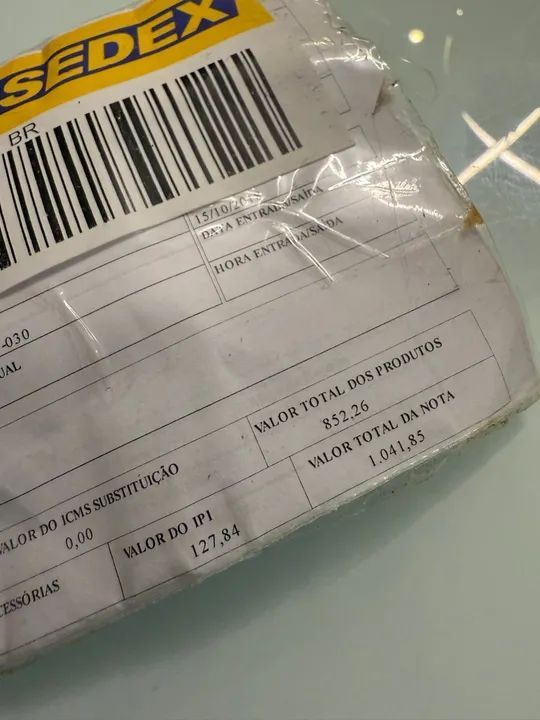 SEDEX
BR
15/10/20
DATA ENTRADA/SAÍDA
HORA ENTRADA/SAÍDA
-030
UAL
VALOR TOTAL DOS PRODUTOS
852,26
VALOR DO ICMS SUBSTITUIÇÃO
0,00
VALOR TOTAL DA NOTA
1.041,85
VALOR DO IPI
127,84
CESSÓRIAS